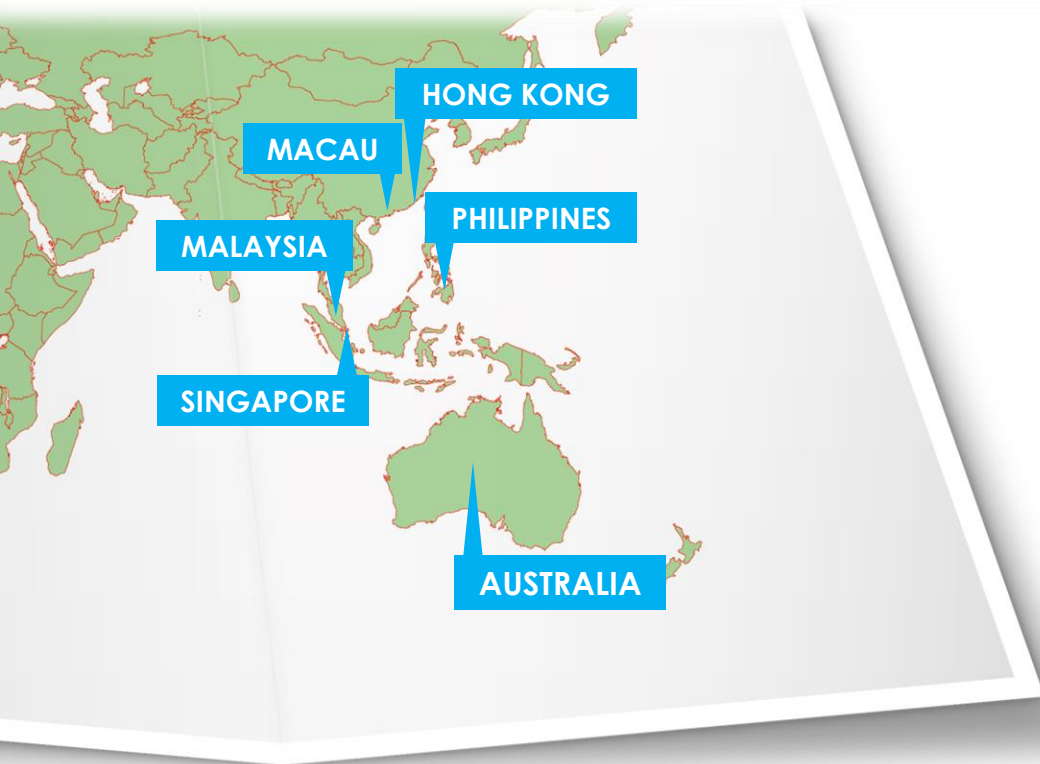 HONG KONG
MACAU
PHILIPPINES
MALAYSIA
SINGAPORE
AUSTRALIA